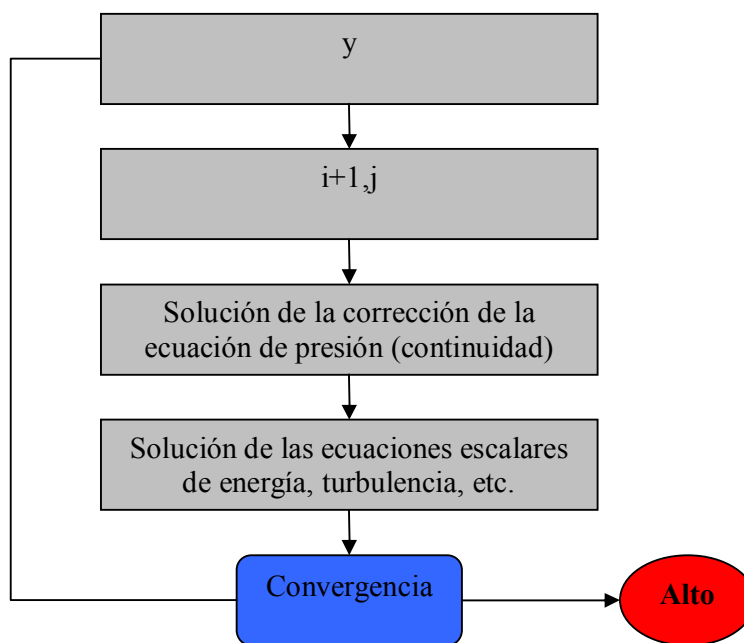 y
i+1,j
Solución de la corrección de la
ecuación de presión (continuidad)
Solución de las ecuaciones escalares
de energía, turbulencia, etc.
Convergencia
Alto